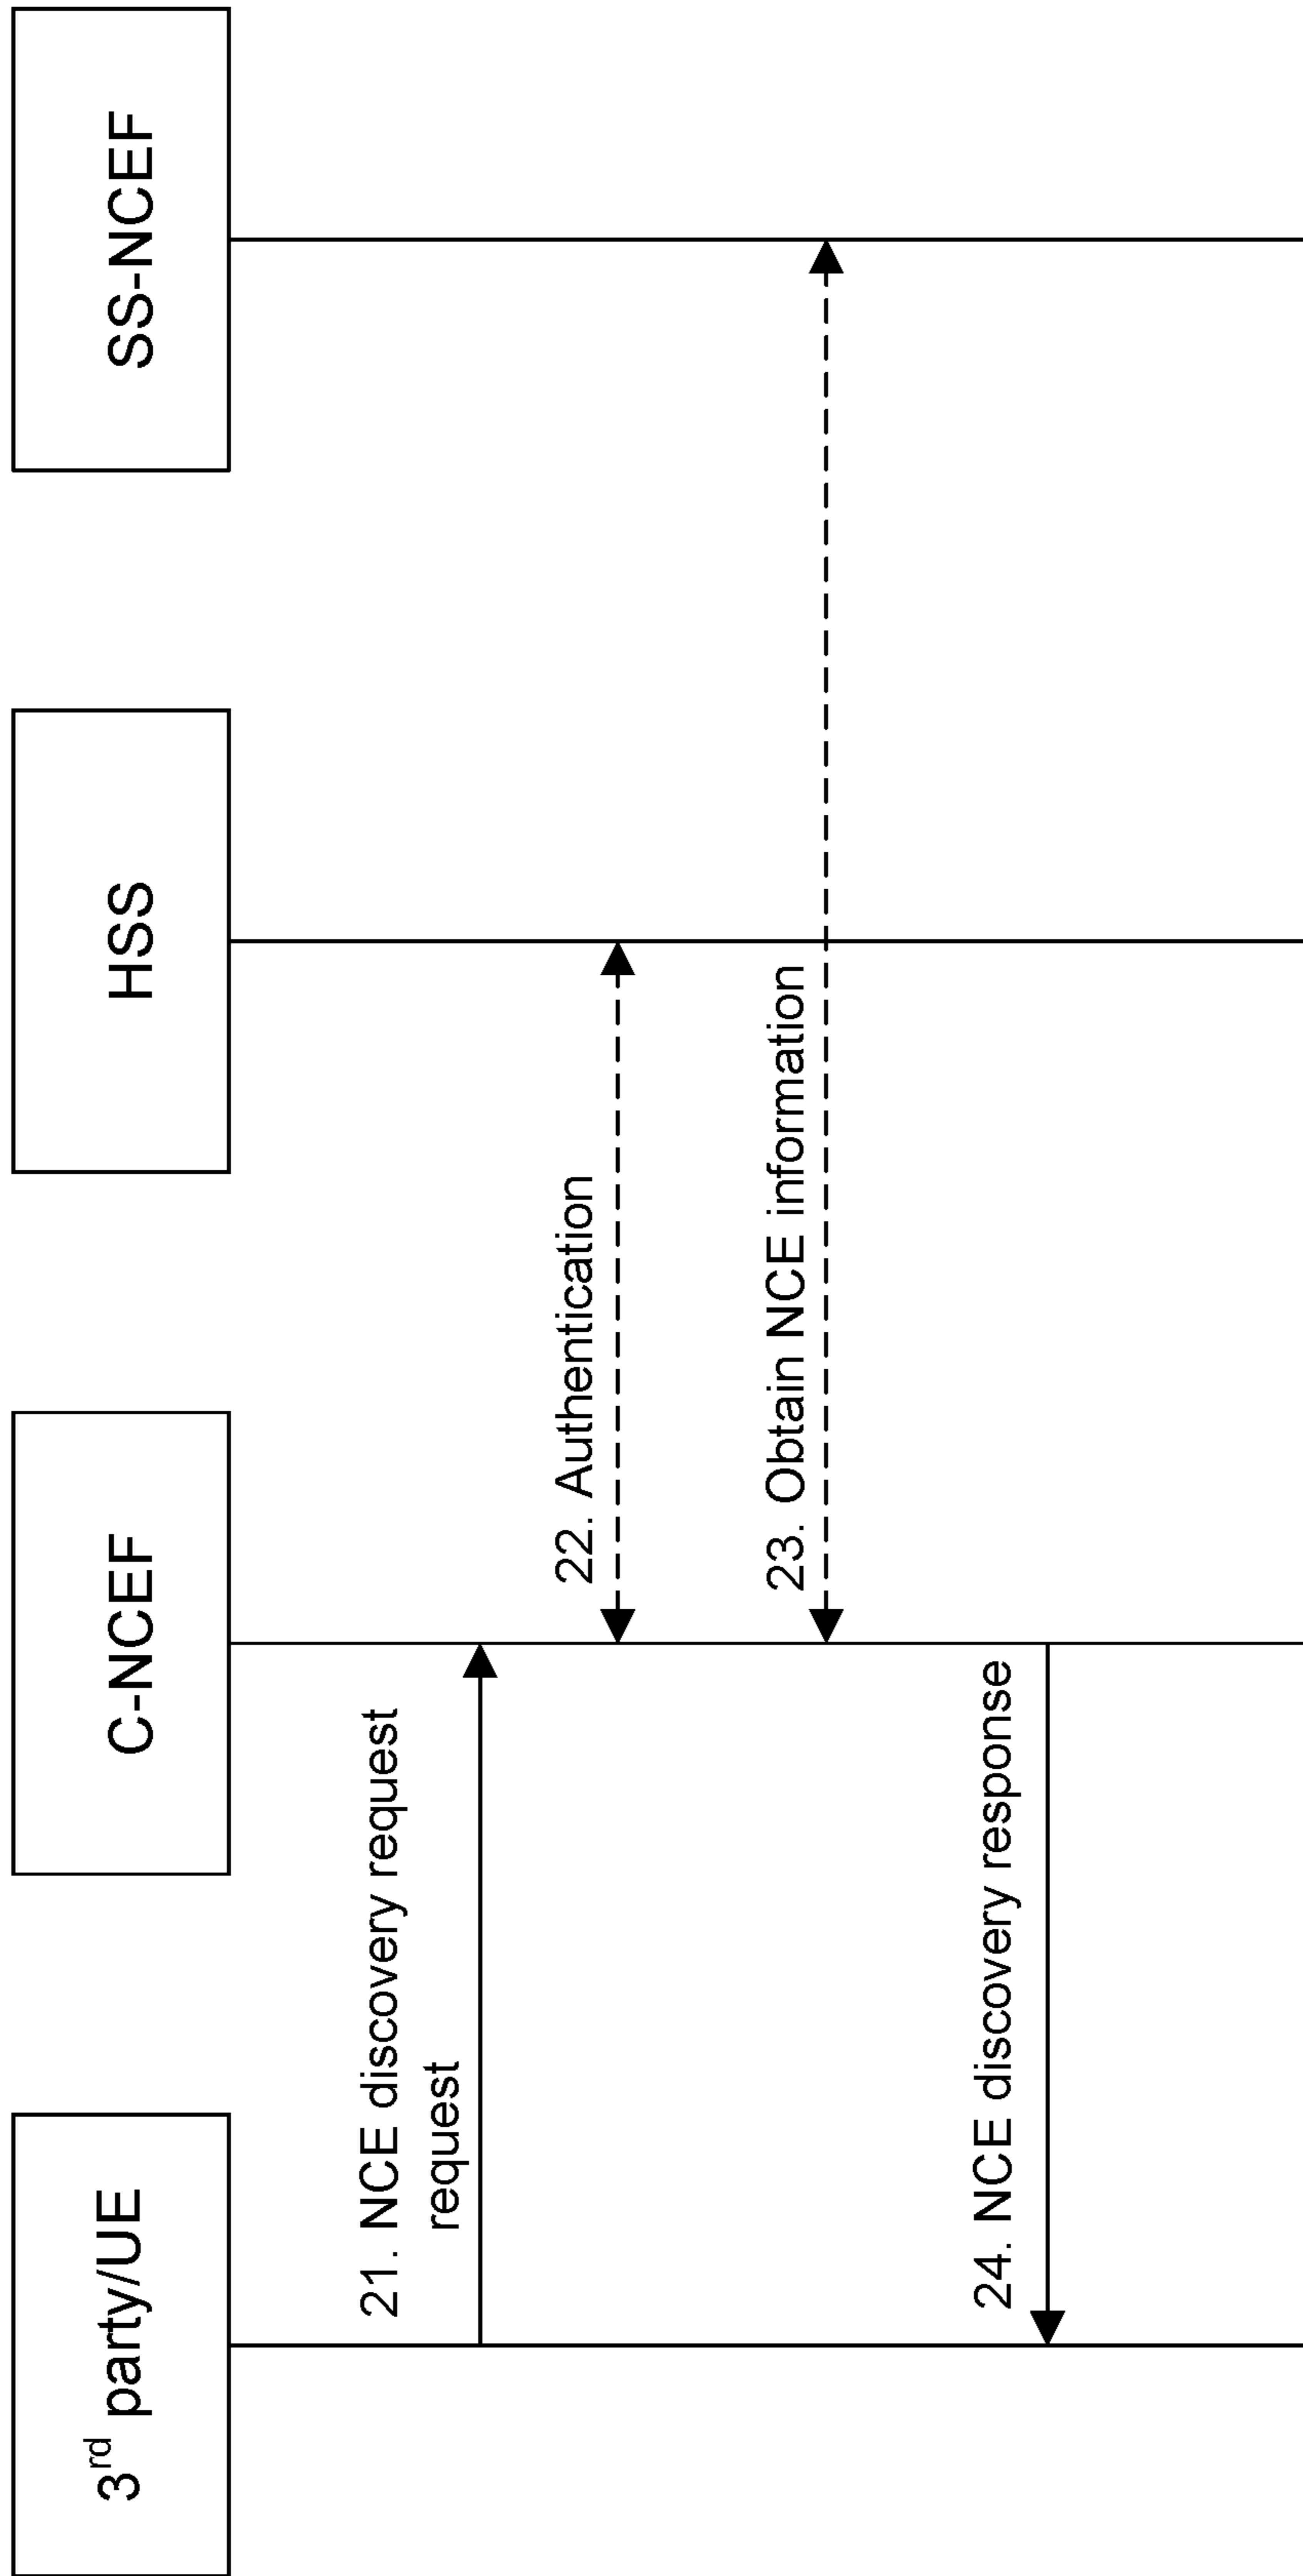 3rd party/UE
C-NCEF
HSS
SS-NCEF
21. NCE discovery request
request
22. Authentication
23. Obtain NCE information
24. NCE discovery response